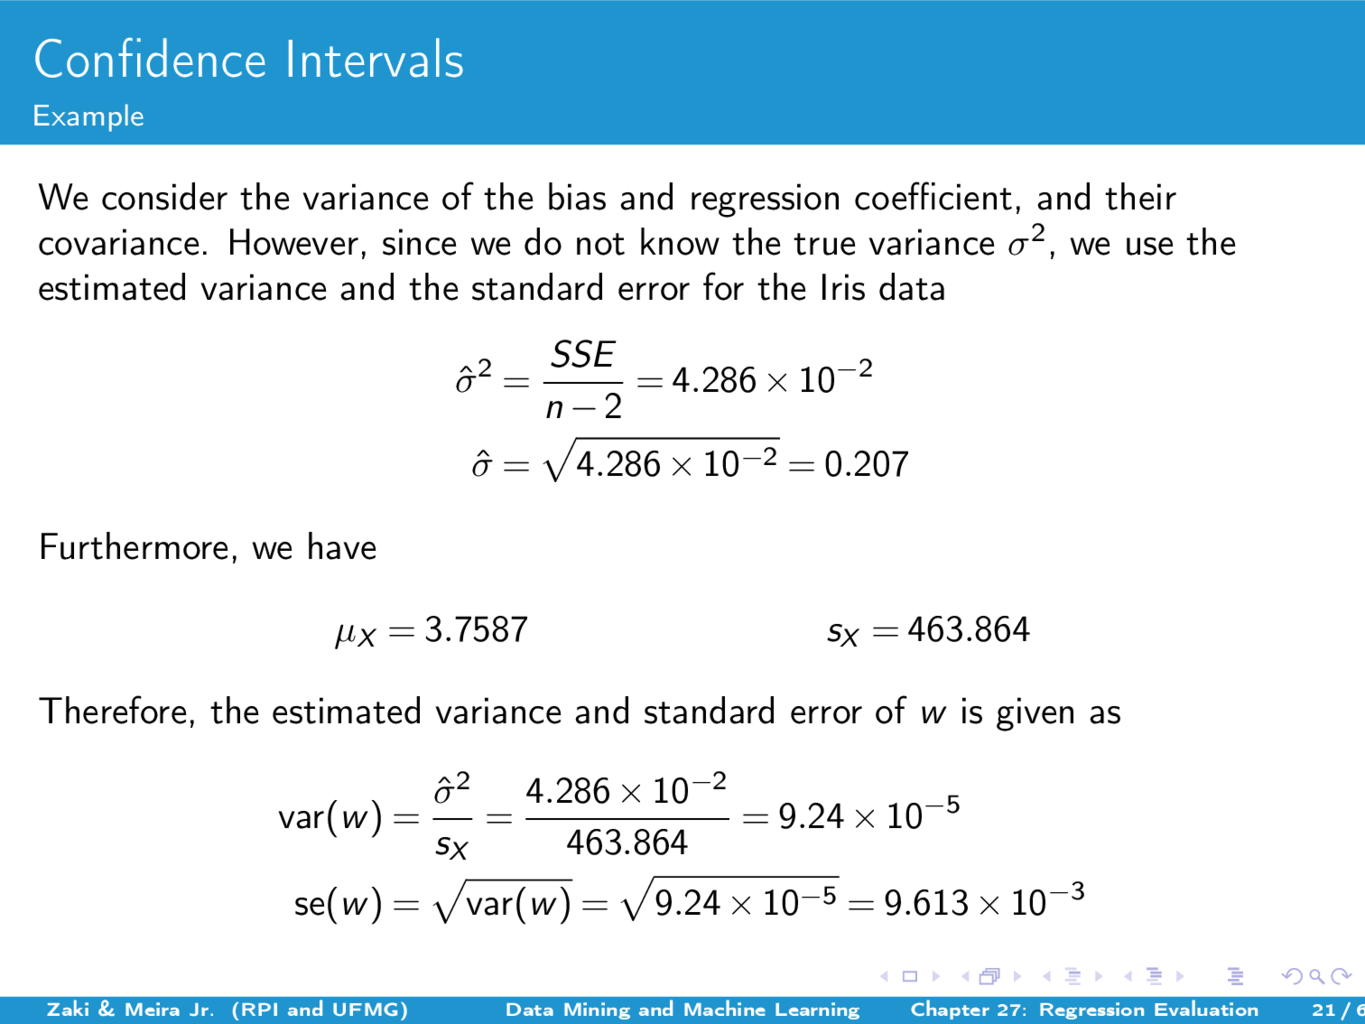 Confidence Intervals
Example
We consider the variance of the bias and regression coefficient, and their
covariance. However, since we do not know the true variance σ², we use the
estimated variance and the standard error for the Iris data
σ̂² = SSE / (n − 2) = 4.286 × 10⁻²
σ̂ = √(4.286 × 10⁻²) = 0.207
Furthermore, we have
μ_X = 3.7587 s_X = 463.864
Therefore, the estimated variance and standard error of w is given as
var(w) = σ̂² / s_X = 4.286 × 10⁻² / 463.864 = 9.24 × 10⁻⁵
se(w) = √var(w) = √(9.24 × 10⁻⁵) = 9.613 × 10⁻³
Zaki & Meira Jr. (RPI and UFMG) Data Mining and Machine Learning Chapter 27: Regression Evaluation 21 / 6